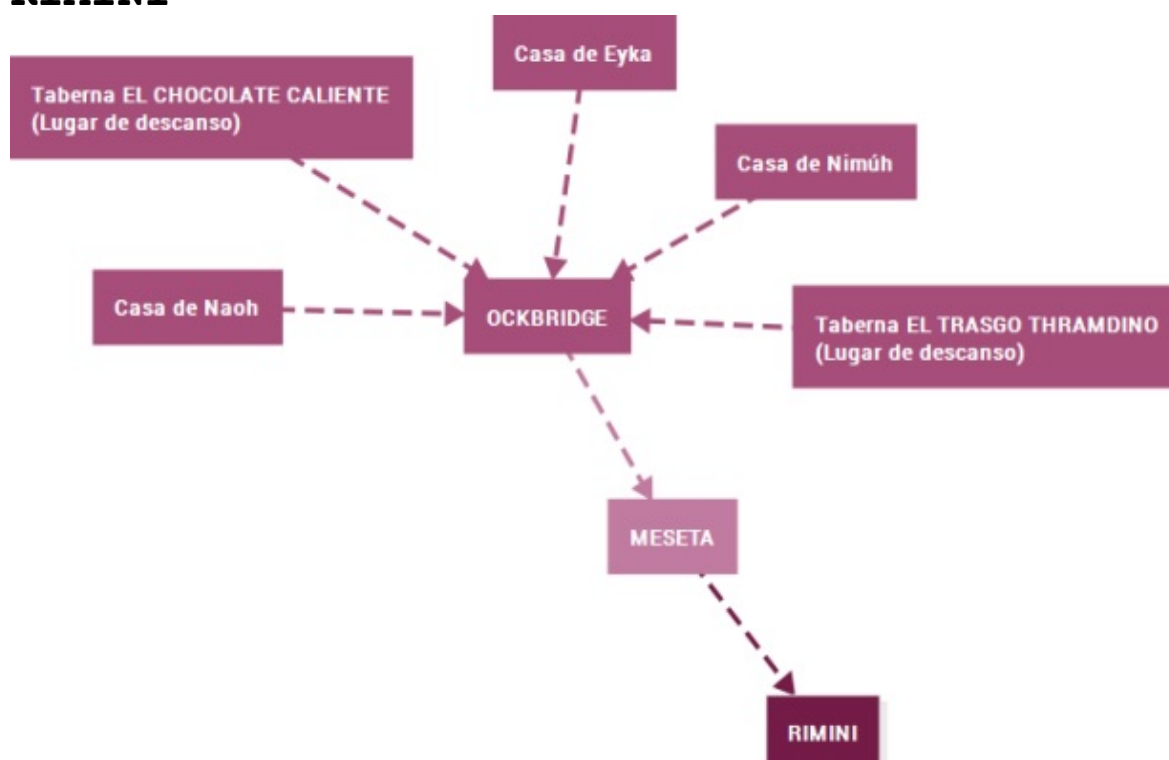 RIMINI
Casa de Eyka
Taberna EL CHOCOLATE CALIENTE
(Lugar de descanso)
Casa de Nimúh
Casa de Naoh
OCKBRIDGE
Taberna EL TRASGO THRAMDINO
(Lugar de descanso)
MESETA
RIMINI